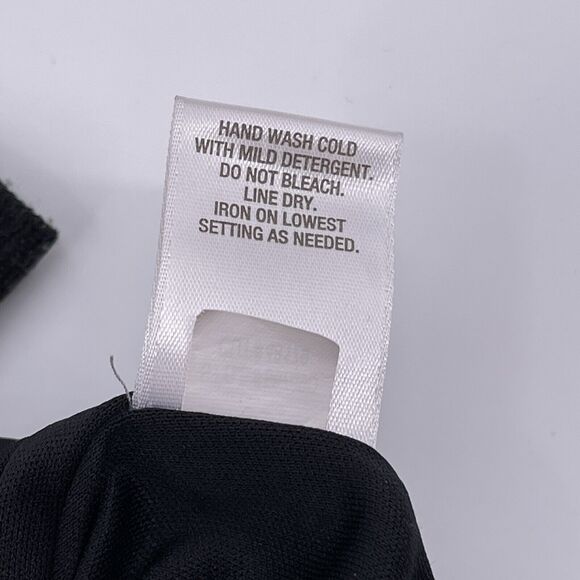 HAND WASH COLD
WITH MILD DETERGENT.
DO NOT BLEACH.
LINE DRY.
IRON ON LOWEST
SETTING AS NEEDED.